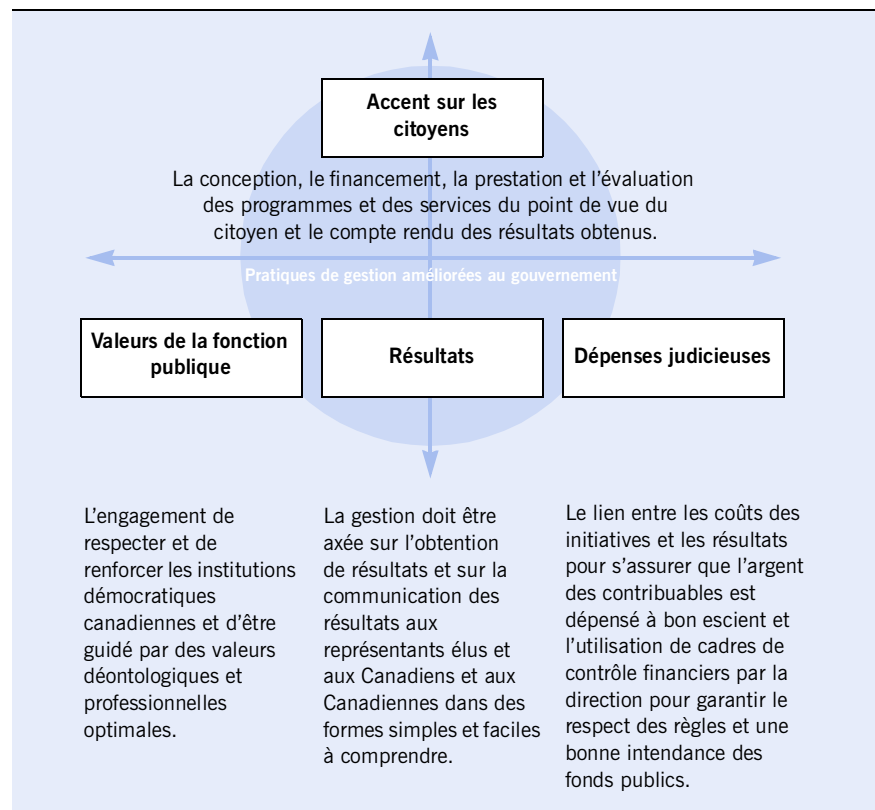 Accent sur les
citoyens
La conception, le financement, la prestation et l’évaluation
des programmes et des services du point de vue du
citoyen et le compte rendu des résultats obtenus.
Pratiques de gestion améliorées au gouvernement
Valeurs de la fonction
publique
Résultats
Dépenses judicieuses
L’engagement de
respecter et de
renforcer les institutions
démocratiques
canadiennes et d’être
guidé par des valeurs
déontologiques et
professionnelles
optimales.
La gestion doit être
axée sur l’obtention
de résultats et sur la
communication des
résultats aux
représentants élus et
aux Canadiens et aux
Canadiennes dans des
formes simples et faciles
à comprendre.
Le lien entre les coûts des
initiatives et les résultats
pour s’assurer que l’argent
des contribuables est
dépensé à bon escient et
l’utilisation de cadres de
contrôle financiers par la
direction pour garantir le
respect des règles et une
bonne intendance des
fonds publics.